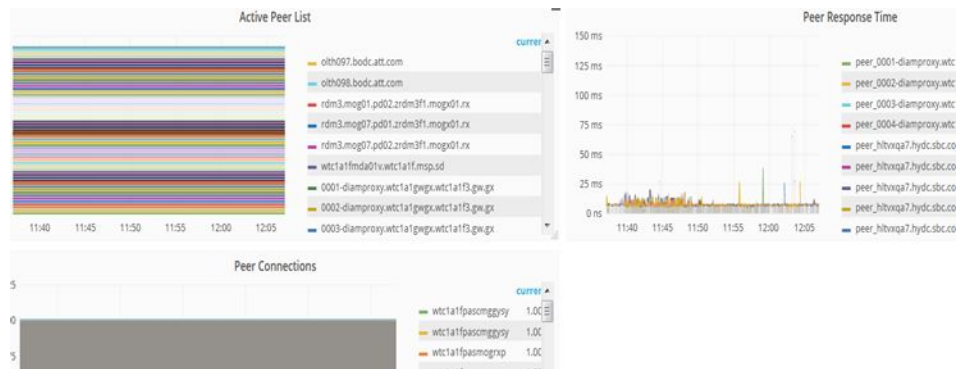 Active Peer List
current
olth097.bodc.att.com
olth098.bodc.att.com
rdm3.mog01.pd02.zrdm3f1.mogx01.rx
rdm3.mog07.pd01.zrdm3f1.mogx01.rx
rdm3.mog07.pd02.zrdm3f1.mogx01.rx
wtc1a1fmda01v.wtc1a1f.msp.sd
0001-diamproxy.wtc1a1gwgx.wtc1a1f3.gw.gx
0002-diamproxy.wtc1a1gwgx.wtc1a1f3.gw.gx
0003-diamproxy.wtc1a1gwgx.wtc1a1f3.gw.gx
11:40 11:45 11:50 11:55 12:00 12:05
Peer Response Time
150 ms
125 ms
100 ms
75 ms
50 ms
25 ms
0 ns
11:40 11:45 11:50 11:55 12:00 12:05
peer_0001-diamproxy.wtc
peer_0002-diamproxy.wtc
peer_0003-diamproxy.wtc
peer_0004-diamproxy.wtc
peer_hltvxqa7.hydc.sbc.co
peer_hltvxqa7.hydc.sbc.co
peer_hltvxqa7.hydc.sbc.co
peer_hltvxqa7.hydc.sbc.co
peer_hltvxqa7.hydc.sbc.co
Peer Connections
current
wtc1a1fpascmggysy 1.00
wtc1a1fpascmggysy 1.00
wtc1a1fpasmogrxp 1.00